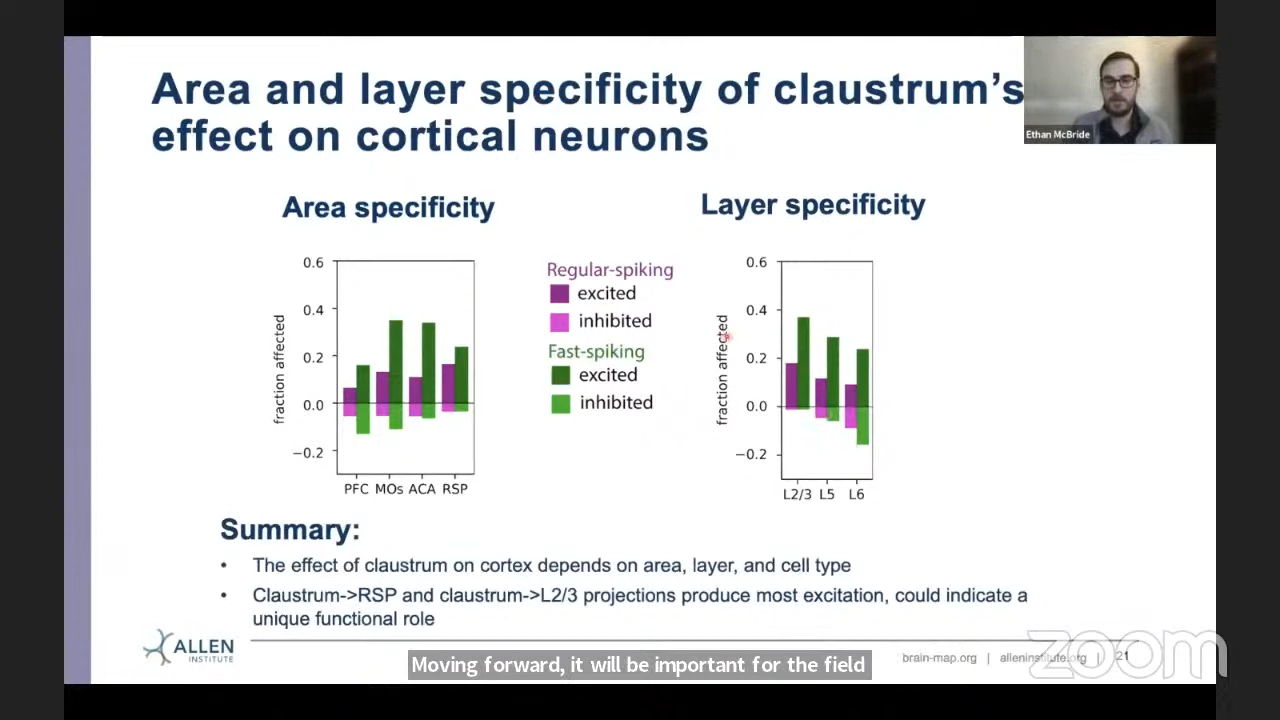 Area and layer specificity of claustrum's
effect on cortical neurons
Ethan McBride
Area specificity
Layer specificity
fraction affected
0.6
0.4
0.2
0.0
−0.2
PFC MOs ACA RSP
Regular-spiking
excited
inhibited
Fast-spiking
excited
inhibited
fraction affected
0.6
0.4
0.2
0.0
−0.2
L2/3 L5 L6
Summary:
• The effect of claustrum on cortex depends on area, layer, and cell type
• Claustrum->RSP and claustrum->L2/3 projections produce most excitation, could indicate a
unique functional role
ALLEN
INSTITUTE
brain-map.org | alleninstitute.org | 21
zoom
Moving forward, it will be important for the field